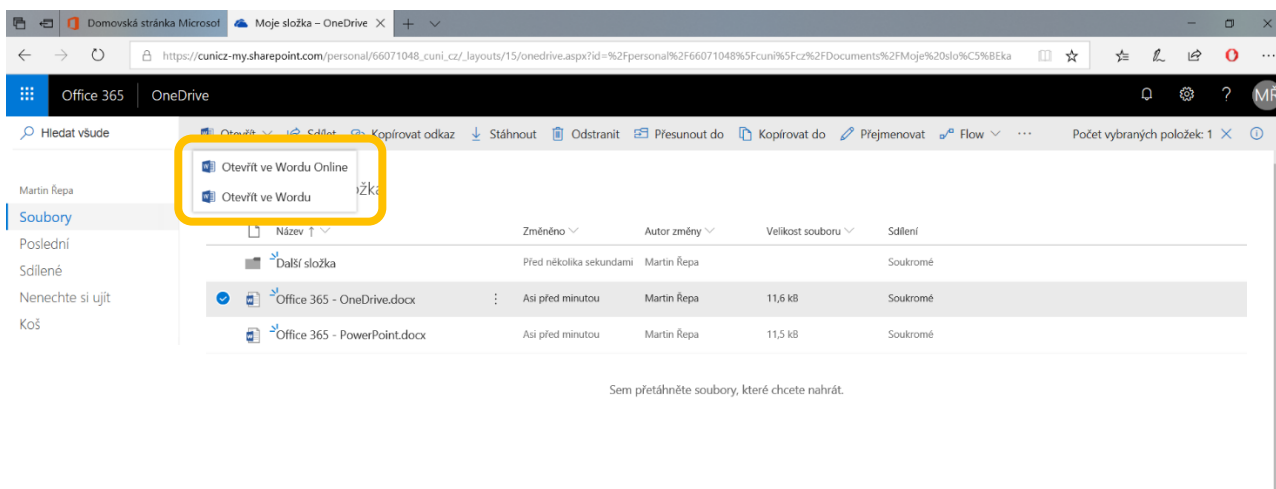 Domovská stránka Microsof
Moje složka – OneDrive
https://cunicz-my.sharepoint.com/personal/66071048_cuni_cz/_layouts/15/onedrive.aspx?id=%2Fpersonal%2F66071048%5Fcuni%5Fcz%2FDocuments%2FMoje%20slo%C5%BEka
Office 365 OneDrive ? MŘ
Hledat všude Otevřít Sdílet Kopírovat odkaz Stáhnout Odstranit Přesunout do Kopírovat do Přejmenovat Flow ... Počet vybraných položek: 1
Otevřít ve Wordu Online
Martin Řepa Otevřít ve Wordu ožka
Soubory
Název ↑ Změněno Autor změny Velikost souboru Sdílení
Poslední
Další složka Před několika sekundami Martin Řepa Soukromé
Sdílené
Nenechte si ujít Office 365 - OneDrive.docx Asi před minutou Martin Řepa 11,6 kB Soukromé
Koš
Office 365 - PowerPoint.docx Asi před minutou Martin Řepa 11,5 kB Soukromé
Sem přetáhněte soubory, které chcete nahrát.